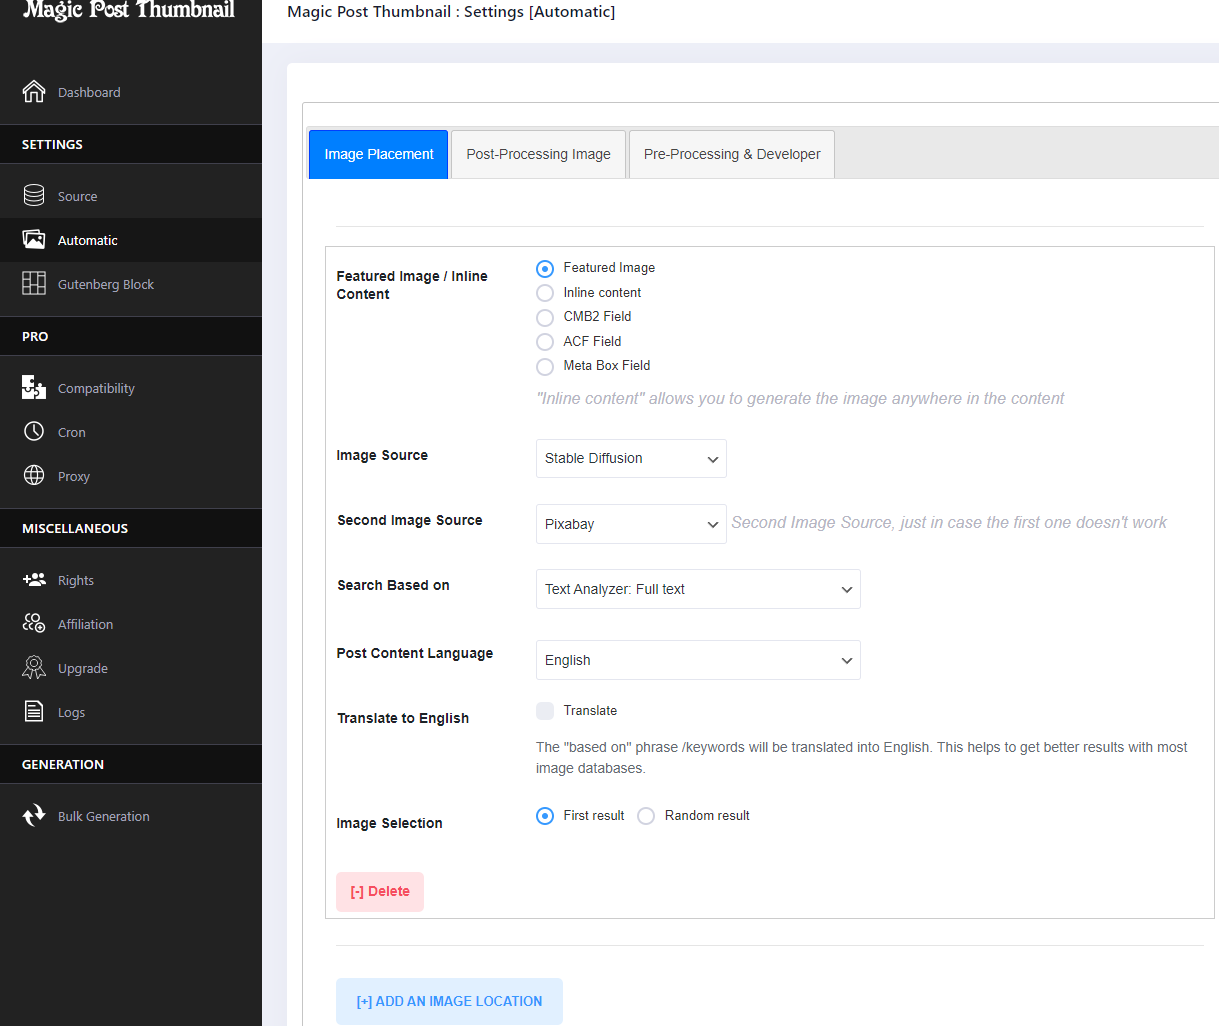 Magic Post Thumbnail
Dashboard
SETTINGS
Source
Automatic
Gutenberg Block
PRO
Compatibility
Cron
Proxy
MISCELLANEOUS
Rights
Affiliation
Upgrade
Logs
GENERATION
Bulk Generation
Magic Post Thumbnail : Settings [Automatic]
Image Placement
Post-Processing Image
Pre-Processing & Developer
Featured Image / Inline
Content
Featured Image
Inline content
CMB2 Field
ACF Field
Meta Box Field
"Inline content" allows you to generate the image anywhere in the content
Image Source
Stable Diffusion
Second Image Source
Pixabay
Second Image Source, just in case the first one doesn't work
Search Based on
Text Analyzer: Full text
Post Content Language
English
Translate to English
Translate
The "based on" phrase /keywords will be translated into English. This helps to get better results with most
image databases.
Image Selection
First result
Random result
[-] Delete
[+] ADD AN IMAGE LOCATION